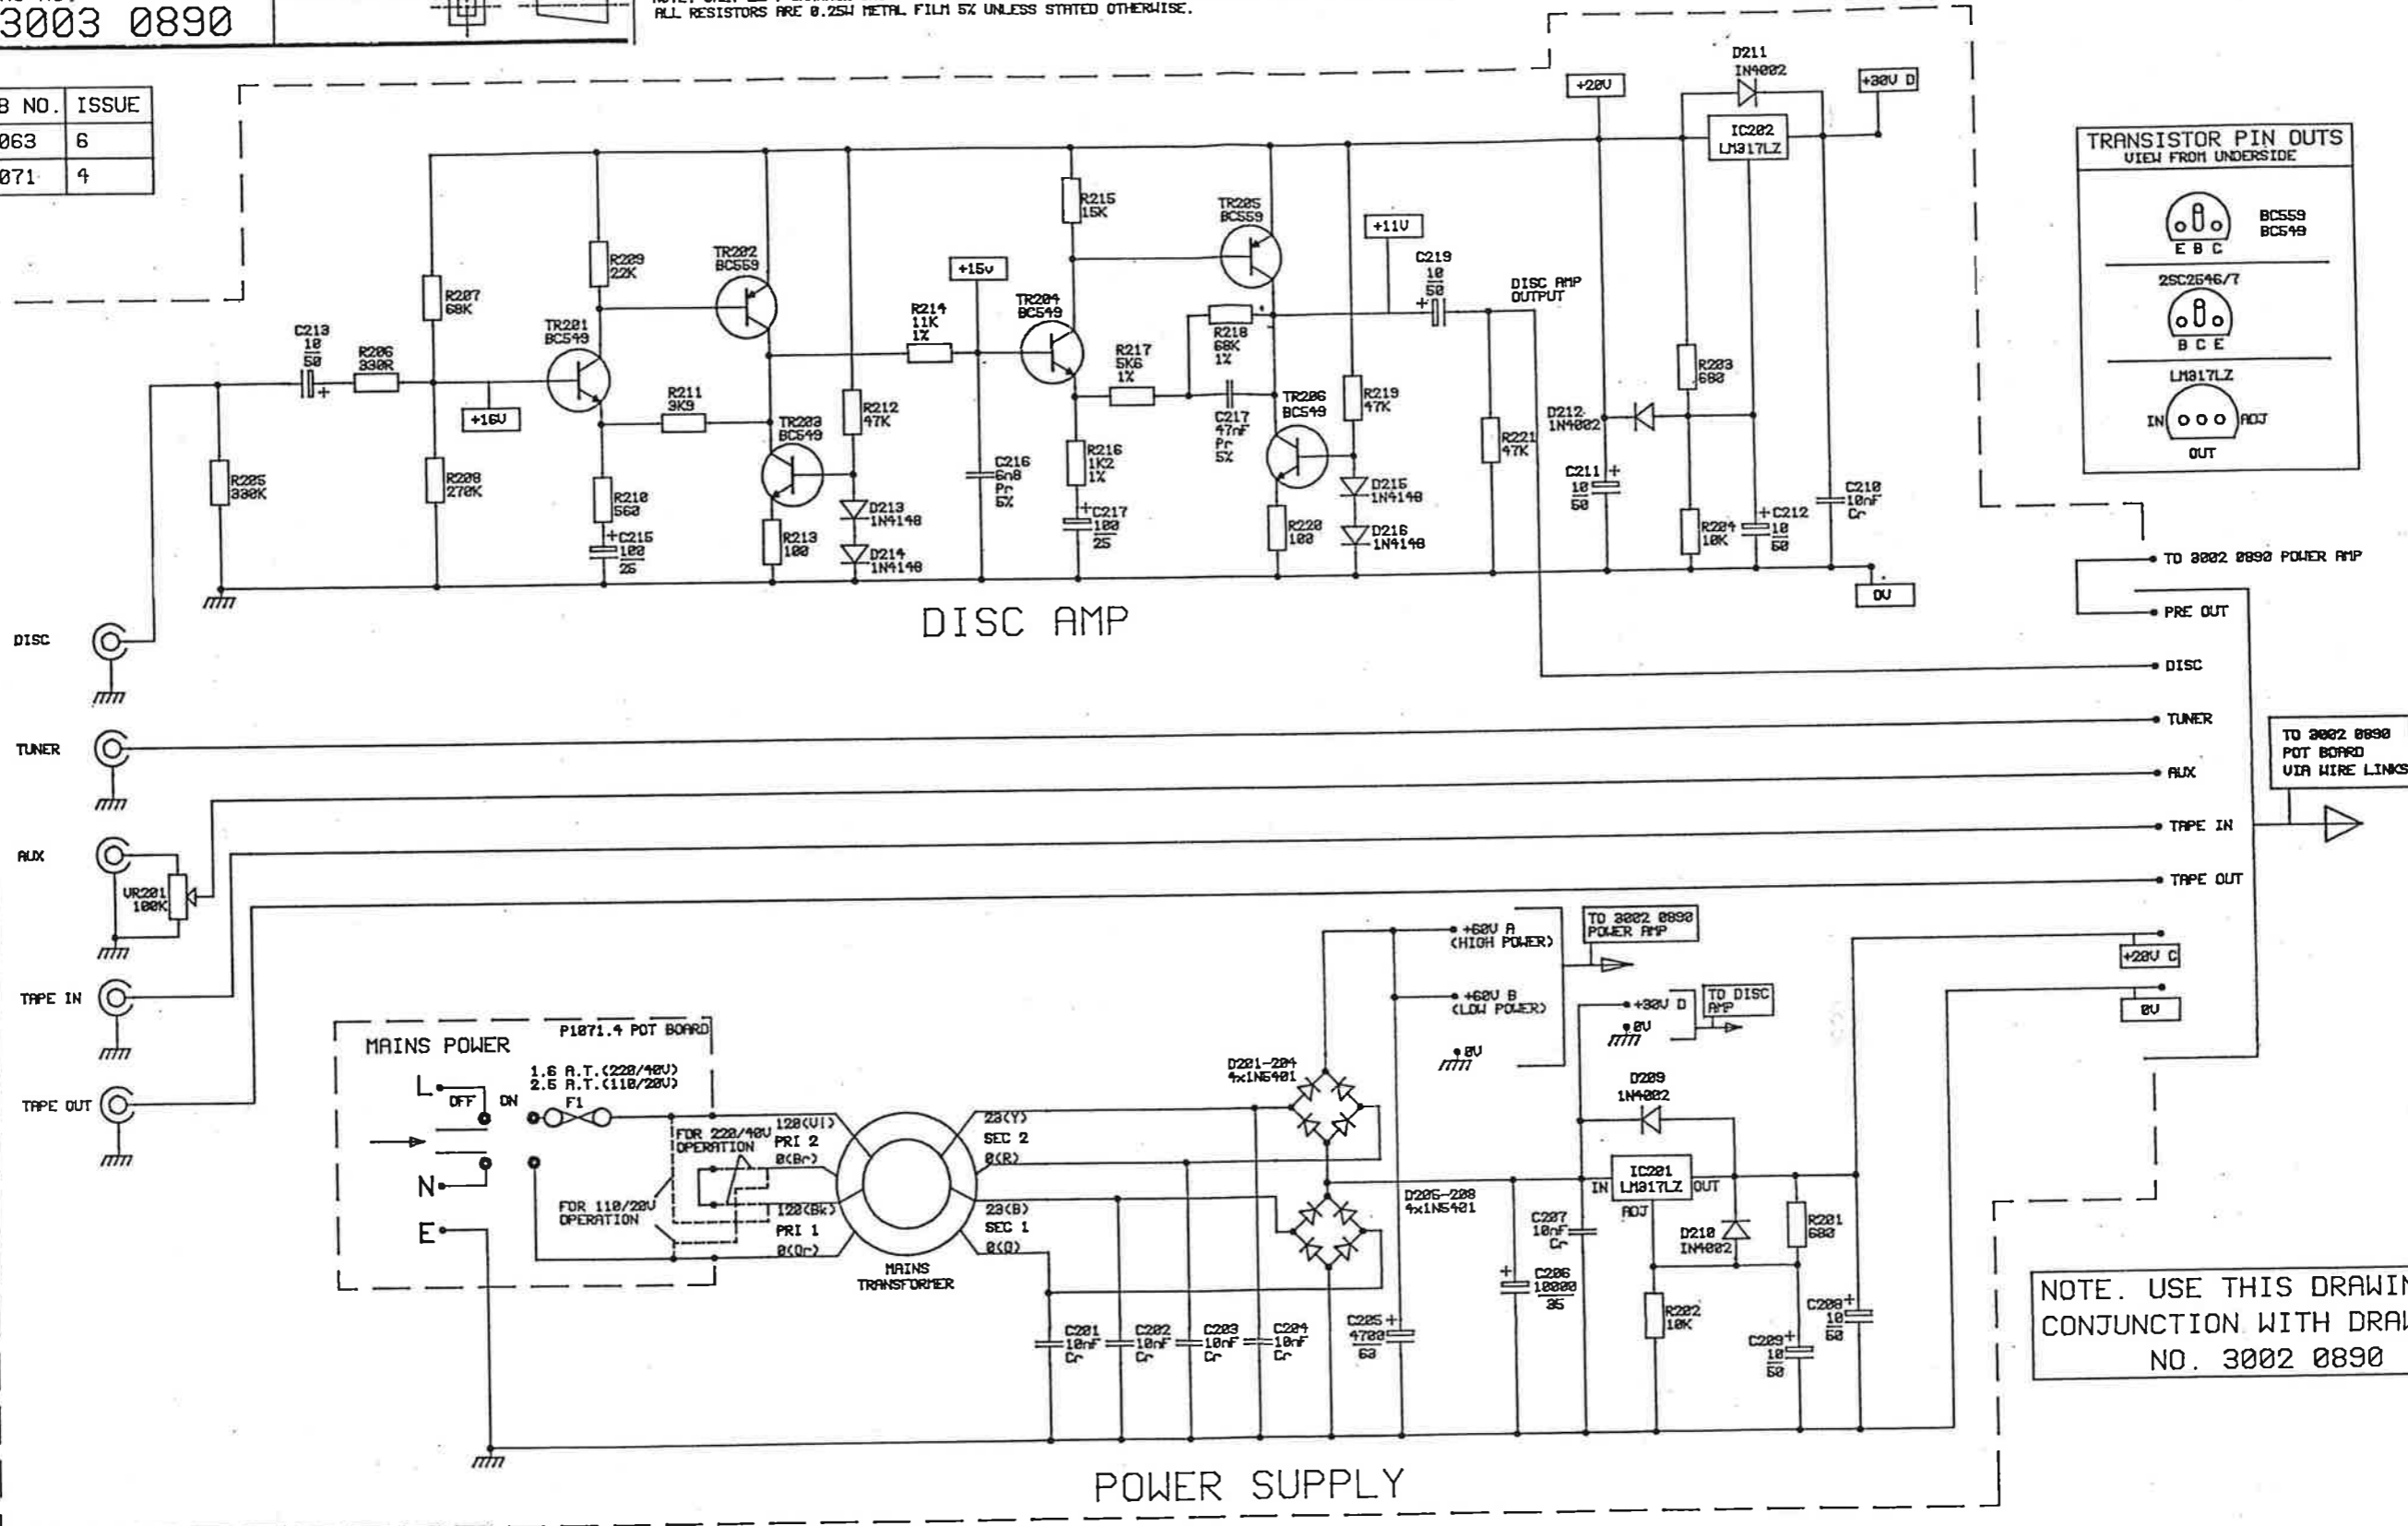 3003 0890
ALL RESISTORS ARE 0.25W METAL FILM 5% UNLESS STATED OTHERWISE.
B NO. ISSUE
063 6
071 4
DISC AMP
C213
10
50
R206
330R
R205
330K
R207
68K
R208
270K
+16V
TR201
BC549
R209
22K
R210
560
+C215
100
25
R211
3K9
TR202
BC559
TR203
BC549
R213
100
R212
47K
D213
1N4148
D214
1N4148
R214
11K
1%
+15v
C216
6n8
Pr
5%
TR204
BC549
R215
15K
R216
1K2
1%
+C217
100
25
R217
5K6
1%
R218
68K
1%
C217
47nF
Pr
5%
TR205
BC559
TR206
BC549
R220
100
R219
47K
D215
1N4148
D216
1N4148
+11V
C219
10
50
+
DISC AMP
OUTPUT
R221
47K
+20V
D211
IN4002
IC202
LM317LZ
+30V D
R203
680
D212
1N4002
C211 +
10
50
R204
10K
+C212
10
50
C210
10nF
Cr
0V
TRANSISTOR PIN OUTS
VIEW FROM UNDERSIDE
BC559
BC549
E B C
2SC2546/7
B C E
LM317LZ
IN ADJ
OUT
TO 3002 0890 POWER AMP
PRE OUT
DISC
TUNER
AUX
TAPE IN
TAPE OUT
TO 3002 0890
POT BOARD
VIA WIRE LINKS
+20V C
0V
DISC
TUNER
AUX
VR201
100K
TAPE IN
TAPE OUT
P1071.4 POT BOARD
MAINS POWER
1.6 A.T.(220/40V)
2.5 A.T.(110/20V)
L
OFF ON
F1
N
E
FOR 220/40V
OPERATION
FOR 110/20V
OPERATION
120(VI)
PRI 2
0(Br)
120(Bk)
PRI 1
0(Or)
MAINS
TRANSFORMER
23(Y)
SEC 2
0(R)
23(B)
SEC 1
0(G)
D201-204
4x1N5401
D205-208
4x1N5401
C201
10nF
Cr
C202
10nF
Cr
C203
10nF
Cr
C204
10nF
Cr
C205 +
4700
63
+60V A
(HIGH POWER)
+60V B
(LOW POWER)
0V
TO 3002 0890
POWER AMP
+30V D
0V
TO DISC
AMP
D209
1N4002
IC201
LM317LZ
IN OUT
ADJ
C207
10nF
Cr
+ C206
10000
35
D210
IN4002
R201
680
R202
10K
C209+
10
50
C208+
10
50
NOTE. USE THIS
CONJUNCTION WITH
NO. 3002 0890
POWER SUPPLY